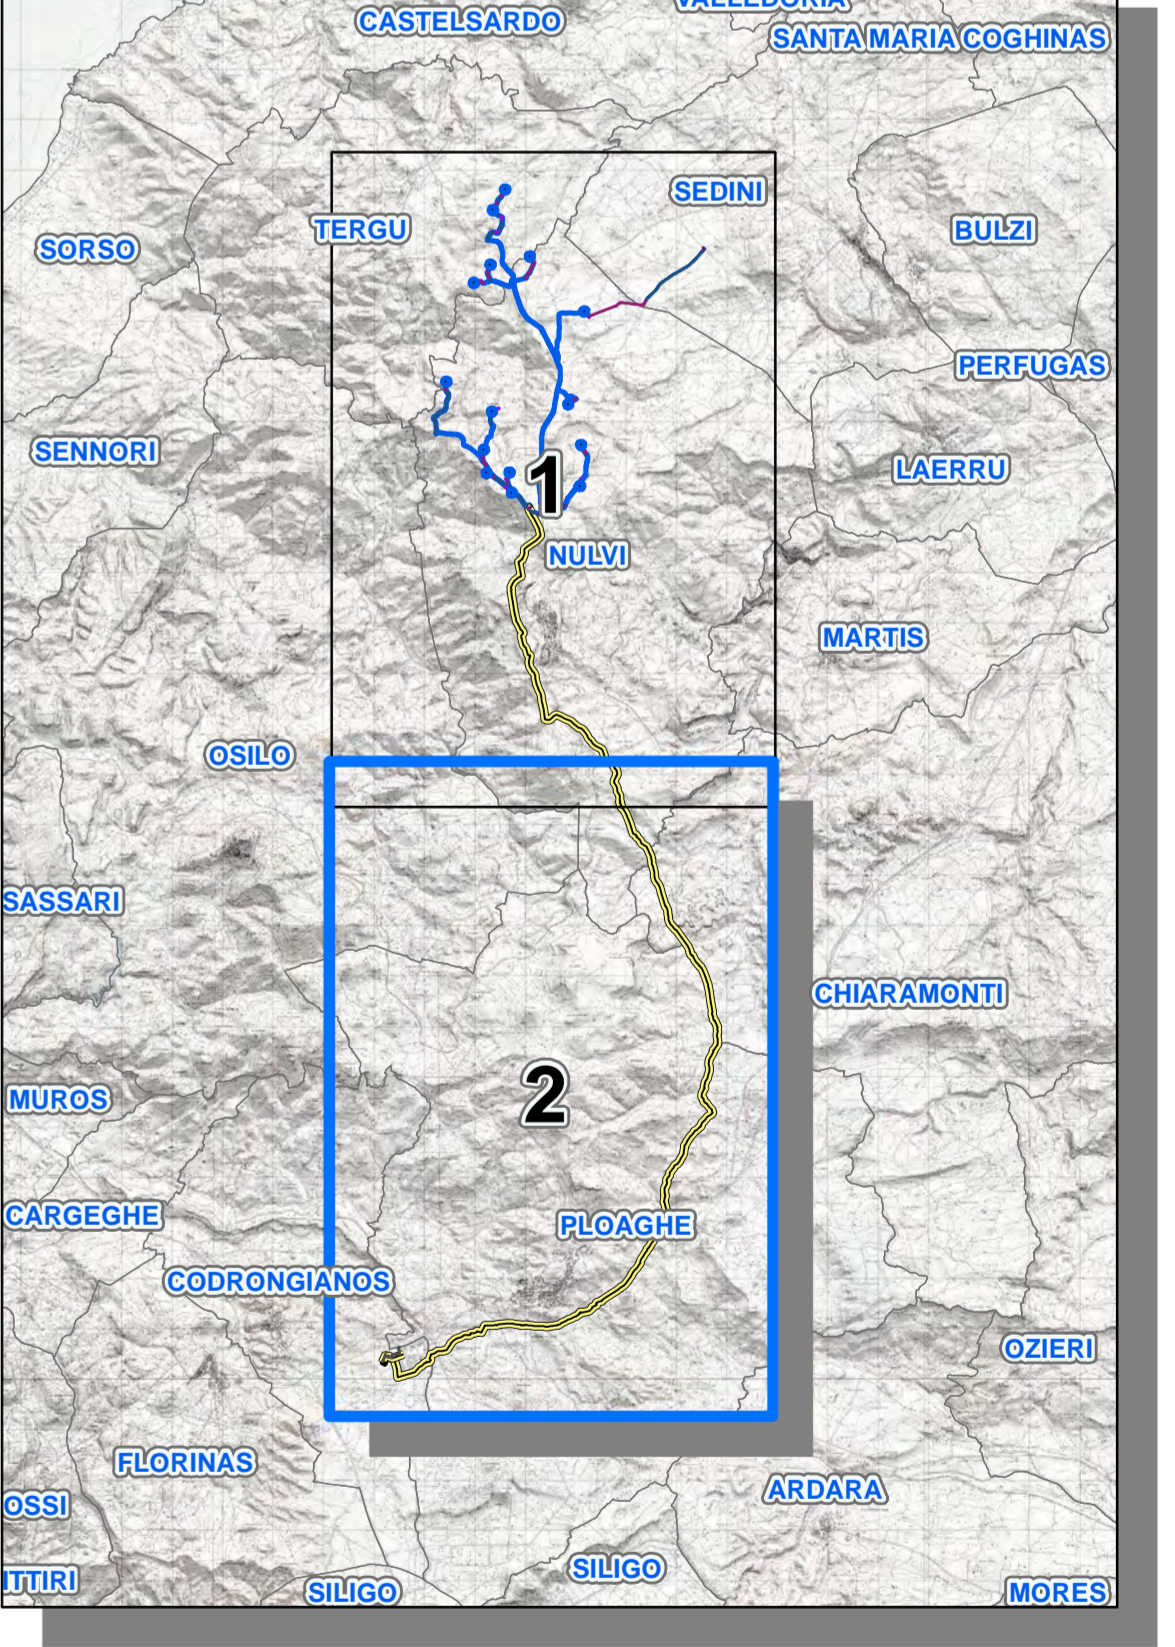 VALLEDORIA
CASTELSARDO
SANTA MARIA COGHINAS
SEDINI
TERGU
BULZI
SORSO
PERFUGAS
SENNORI
LAERRU
1
NULVI
MARTIS
OSILO
SASSARI
CHIARAMONTI
2
MUROS
CARGEGHE
PLOAGHE
CODRONGIANOS
OZIERI
FLORINAS
ARDARA
OSSI
SILIGO
ITTIRI
SILIGO
MORES